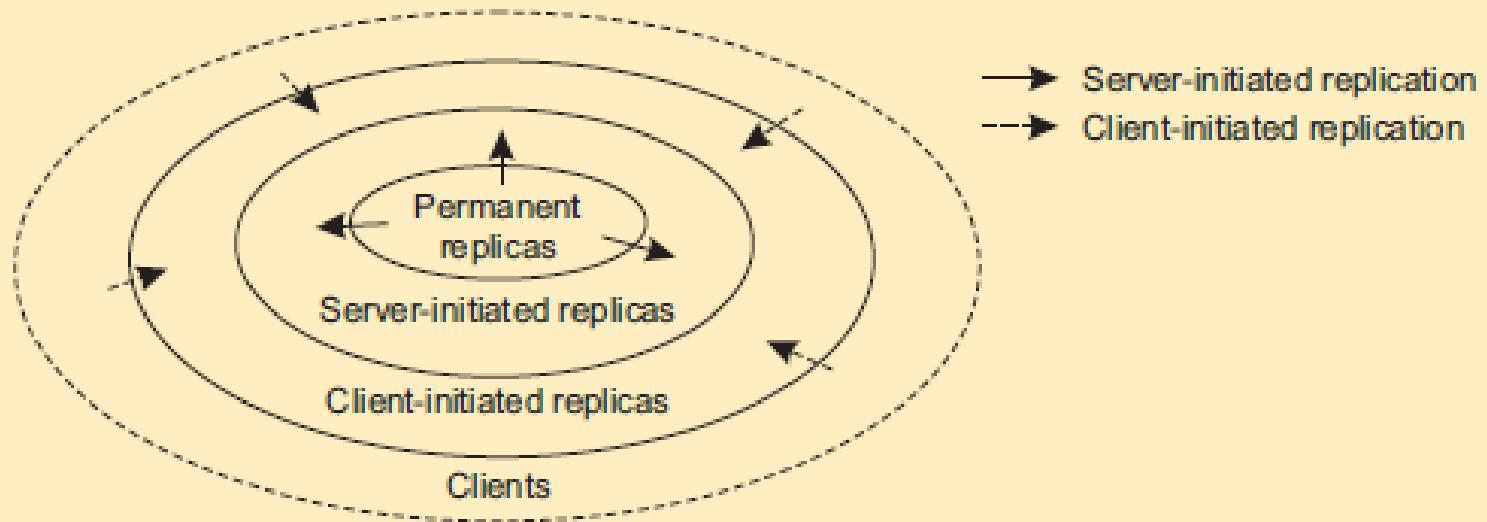 Server-initiated replication
Client-initiated replication
Permanent
replicas
Server-initiated replicas
Client-initiated replicas
Clients